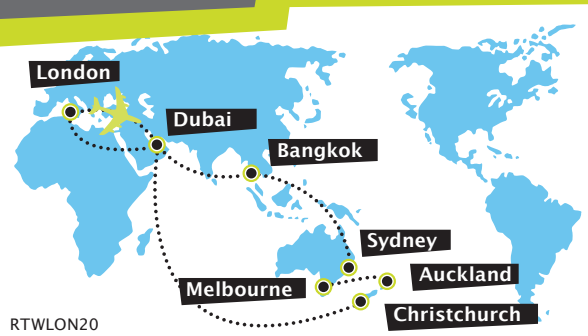 London
Dubai
Bangkok
Sydney
Auckland
Melbourne
Christchurch
RTWLON20